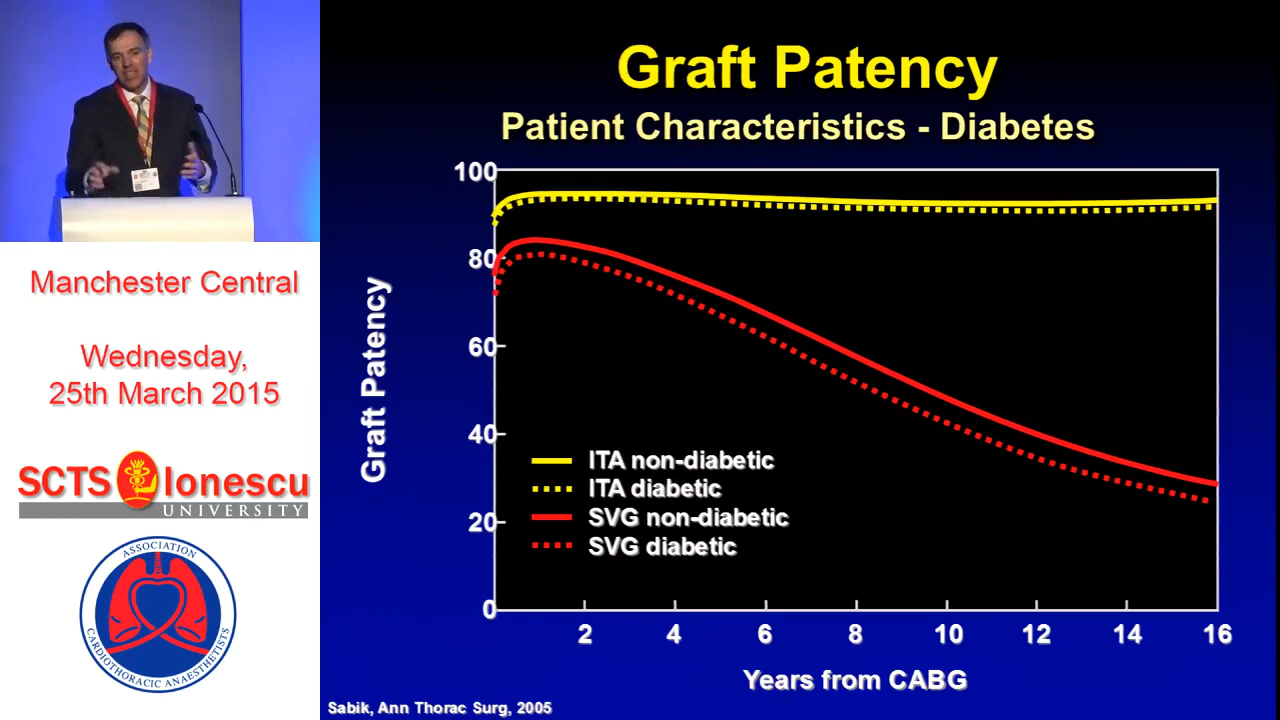 Graft Patency
Patient Characteristics - Diabetes
100
80
60
40
20
0
Graft Patency
ITA non-diabetic
ITA diabetic
SVG non-diabetic
SVG diabetic
2 4 6 8 10 12 14 16
Years from CABG
Sabik, Ann Thorac Surg, 2005
Manchester Central
Wednesday,
25th March 2015
SCTS Ionescu
UNIVERSITY
ASSOCIATION
CARDIOTHORACIC ANAESTHETISTS